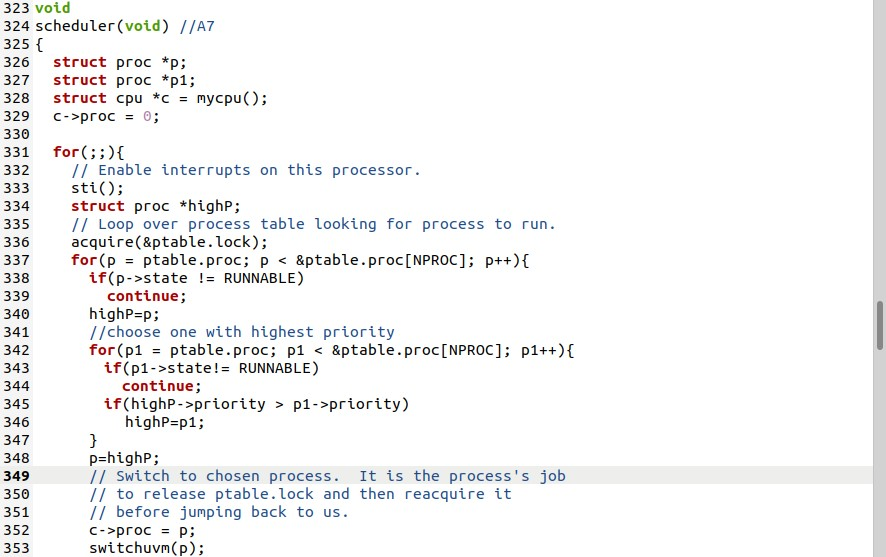 323 void
324 scheduler(void) //A7
325 {
326   struct proc *p;
327   struct proc *p1;
328   struct cpu *c = mycpu();
329   c->proc = 0;
330
331   for(;;){
332     // Enable interrupts on this processor.
333     sti();
334     struct proc *highP;
335     // Loop over process table looking for process to run.
336     acquire(&ptable.lock);
337     for(p = ptable.proc; p < &ptable.proc[NPROC]; p++){
338       if(p->state != RUNNABLE)
339         continue;
340       highP=p;
341       //choose one with highest priority
342       for(p1 = ptable.proc; p1 < &ptable.proc[NPROC]; p1++){
343         if(p1->state!= RUNNABLE)
344           continue;
345         if(highP->priority > p1->priority)
346           highP=p1;
347       }
348       p=highP;
349       // Switch to chosen process.  It is the process's job
350       // to release ptable.lock and then reacquire it
351       // before jumping back to us.
352       c->proc = p;
353       switchuvm(p);